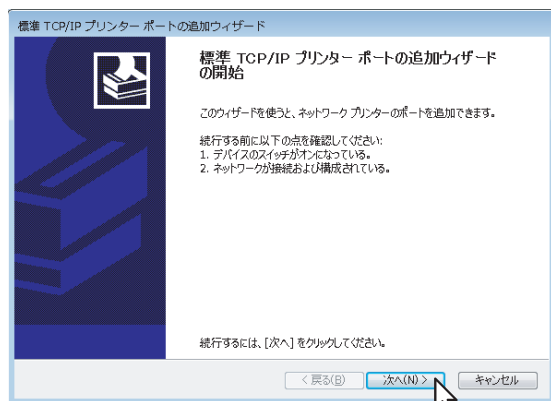 標準 TCP/IP プリンター ポートの追加ウィザード
標準 TCP/IP プリンター ポートの追加ウィザード
の開始
このウィザードを使うと、ネットワーク プリンターのポートを追加できます。
続行する前に以下の点を確認してください:
1. デバイスのスイッチがオンになっている。
2. ネットワークが接続および構成されている。
続行するには、[次へ] をクリックしてください。
< 戻る(B) 次へ(N) > キャンセル